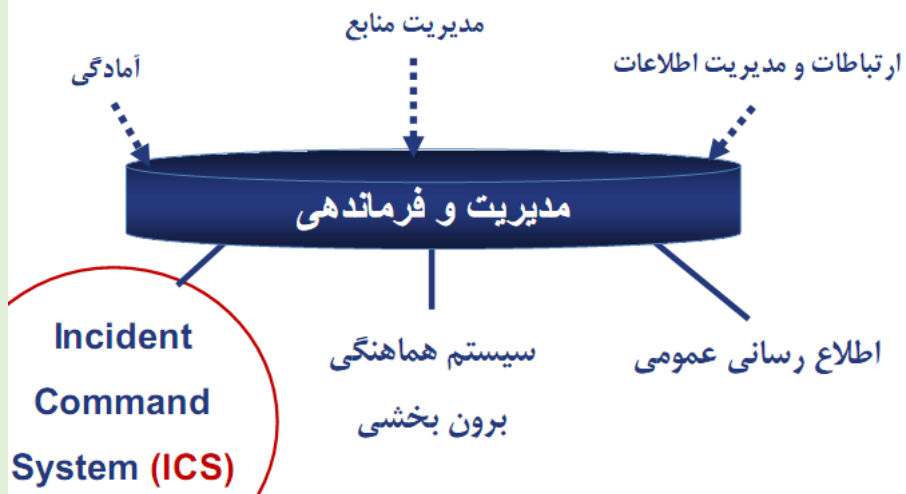 مدیریت منابع
ارتباطات و مدیریت اطلاعات
آمادگی
مدیریت و فرماندهی
اطلاع رسانی عمومی
سیستم هماهنگی
برون بخشی
Incident
Command
System (ICS)